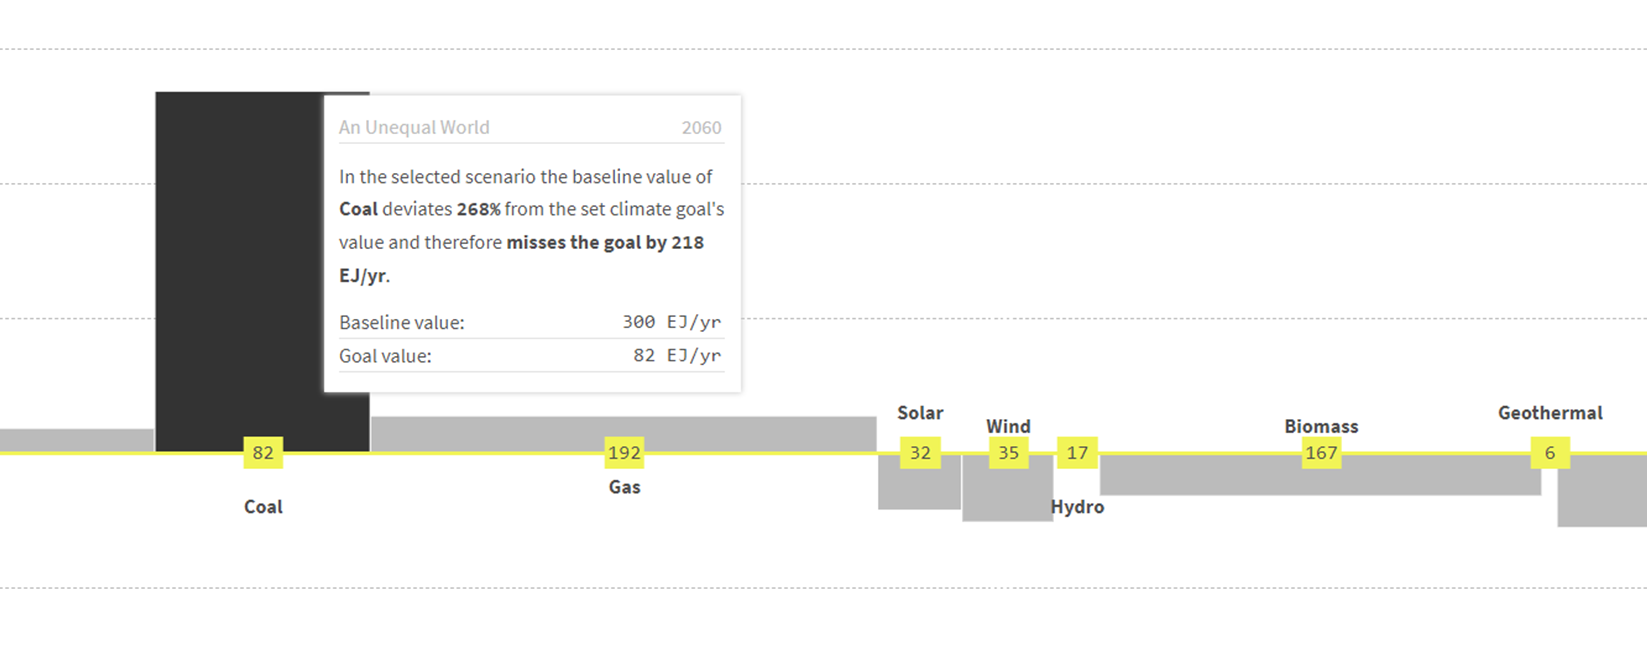 An Unequal World 2060
In the selected scenario the baseline value of
Coal deviates 268% from the set climate goal's
value and therefore misses the goal by 218
EJ/yr.
Baseline value: 300 EJ/yr
Goal value: 82 EJ/yr
Solar
Wind
Biomass
Geothermal
82
192
32
35
17
167
6
Gas
Coal
Hydro